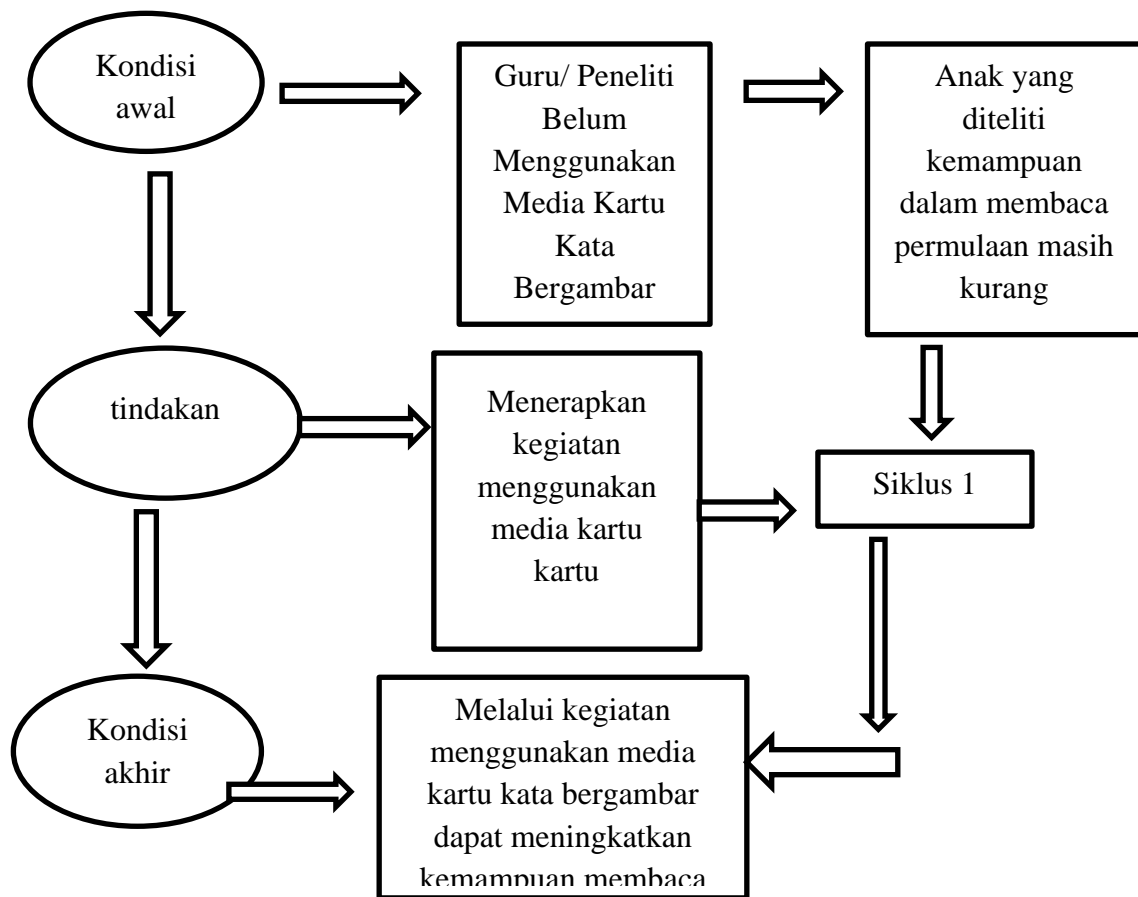 Kondisi
awal
Guru/ Peneliti
Belum
Menggunakan
Media Kartu
Kata
Bergambar
Anak yang
diteliti
kemampuan
dalam membaca
permulaan masih
kurang
tindakan
Menerapkan
kegiatan
menggunakan
media kartu
kartu
Siklus 1
Kondisi
akhir
Melalui kegiatan
menggunakan media
kartu kata bergambar
dapat meningkatkan
kemampuan membaca